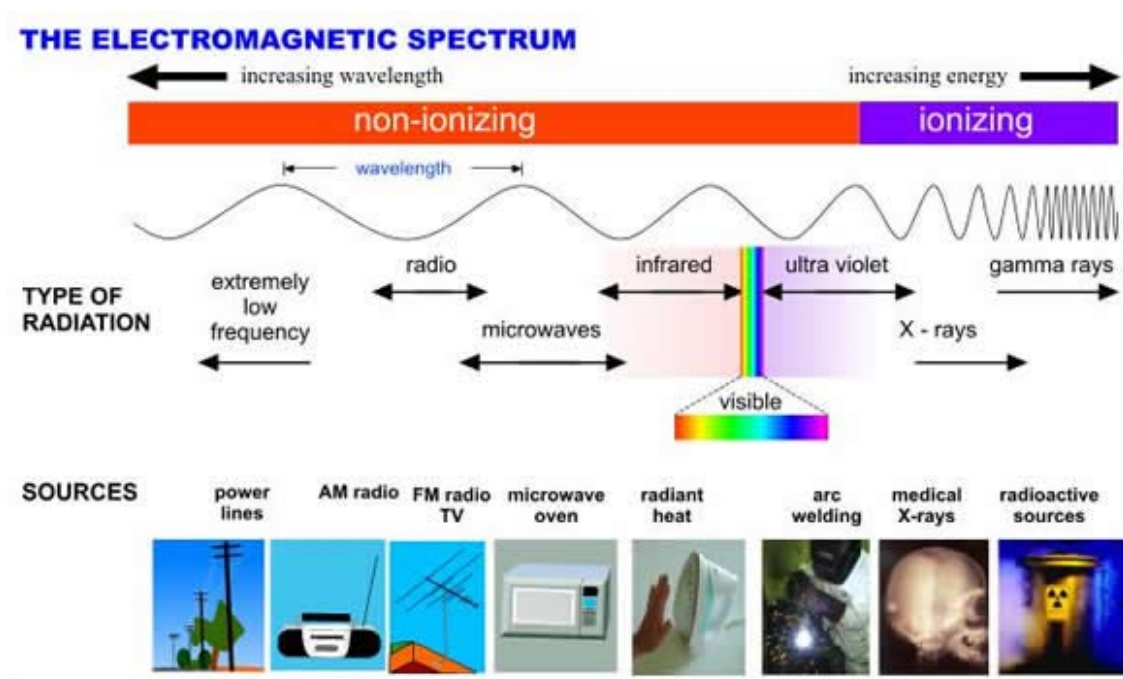 THE ELECTROMAGNETIC SPECTRUM
increasing wavelength
increasing energy
non-ionizing
ionizing
wavelength
TYPE OF
RADIATION
extremely
low
frequency
radio
microwaves
infrared
visible
ultra violet
X - rays
gamma rays
SOURCES
power
lines
AM radio
FM radio
TV
microwave
oven
radiant
heat
arc
welding
medical
X-rays
radioactive
sources